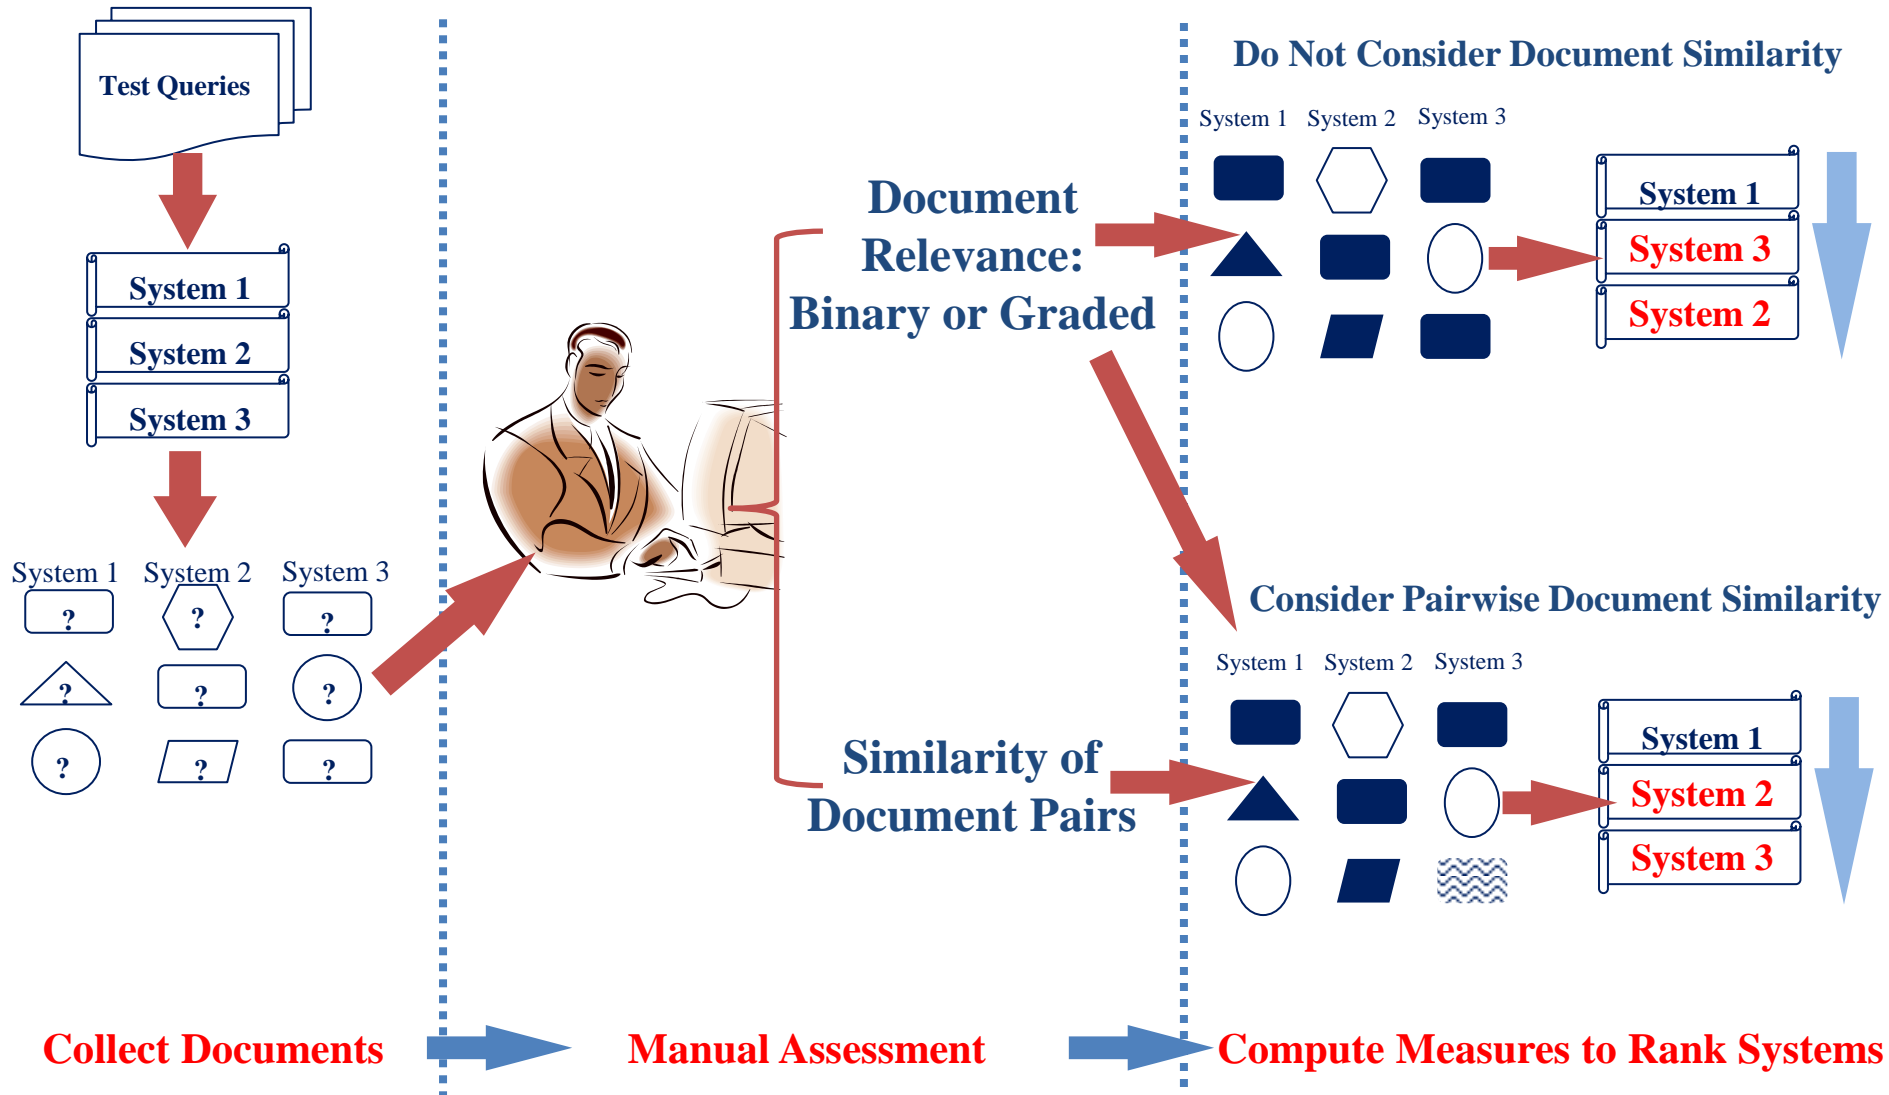 Test Queries
System 1
System 2
System 3
System 1 System 2 System 3
? ? ?
? ? ?
? ? ?
Collect Documents
Document
Relevance:
Binary or Graded
Similarity of
Document Pairs
Manual Assessment
Do Not Consider Document Similarity
System 1 System 2 System 3
System 1
System 3
System 2
Consider Pairwise Document Similarity
System 1 System 2 System 3
System 1
System 2
System 3
Compute Measures to Rank Systems